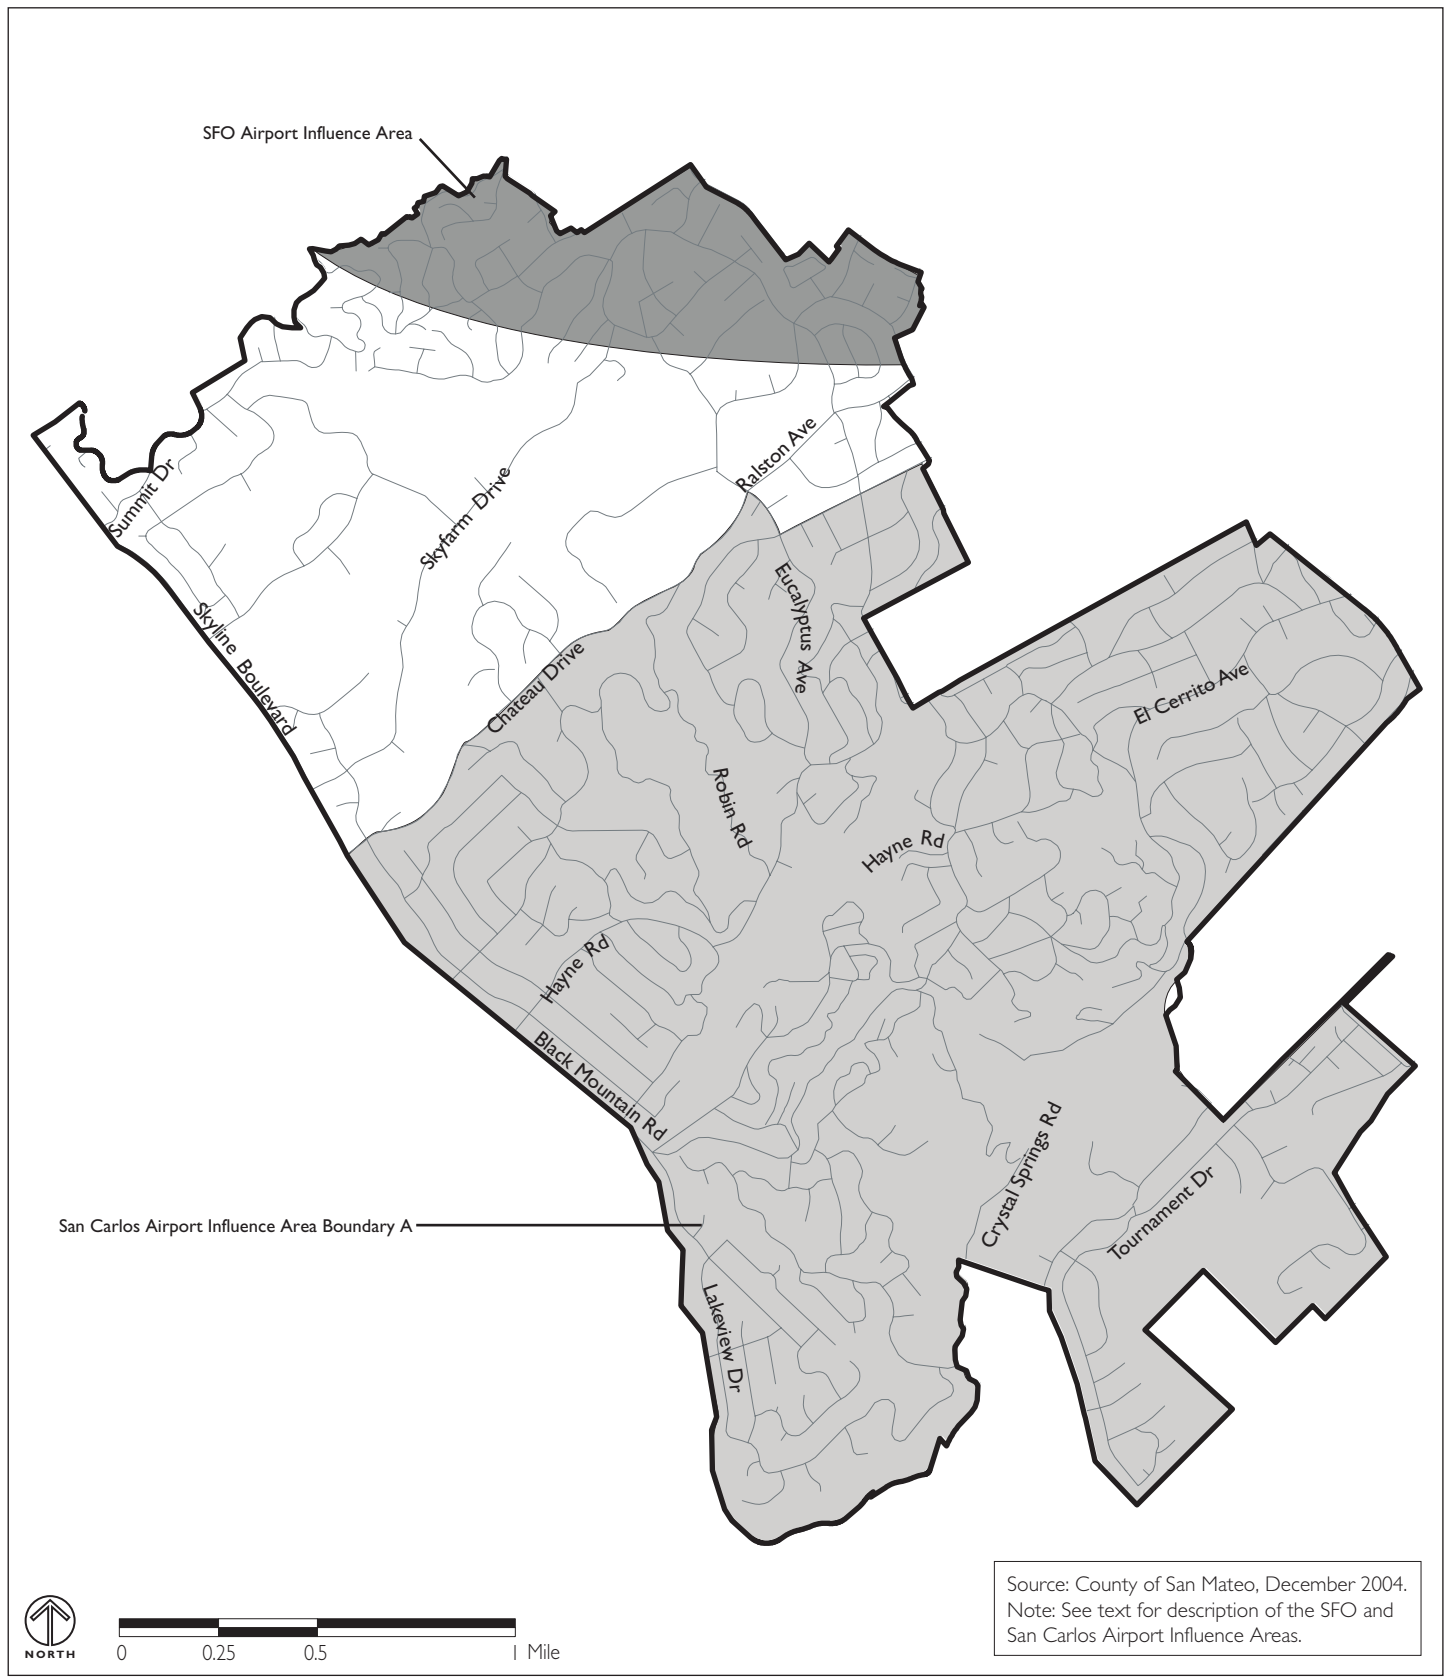 SFO Airport Influence Area
Ralston Ave
Summit Dr
Skyfarm Drive
Eucalyptus Ave
Skyline Boulevard
Chateau Drive
El Cerrito Ave
Robin Rd
Hayne Rd
Hayne Rd
Black Mountain Rd
Crystal Springs Rd
Tournament Dr
San Carlos Airport Influence Area Boundary A
Lakeview Dr
Source: County of San Mateo, December 2004.
Note: See text for description of the SFO and
San Carlos Airport Influence Areas.
NORTH
0 0.25 0.5 1 Mile